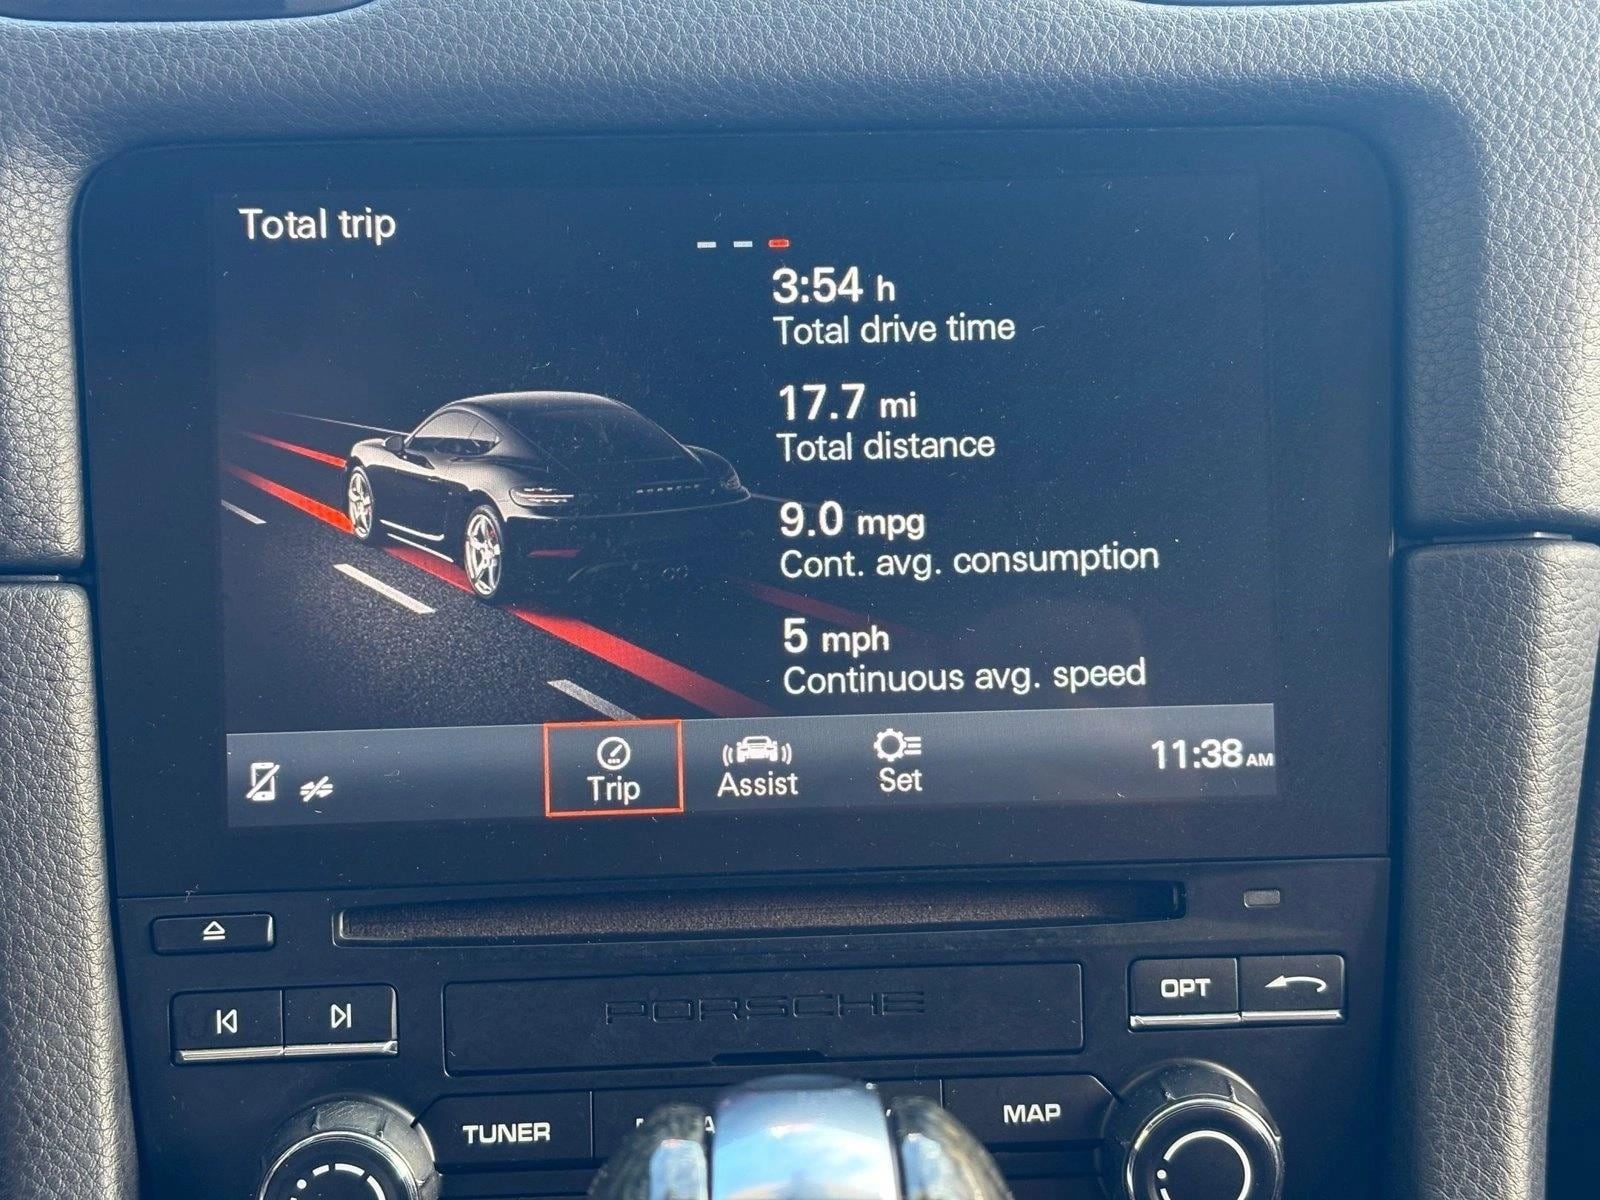 Total trip
3:54 h
Total drive time
17.7 mi
Total distance
9.0 mpg
Cont. avg. consumption
5 mph
Continuous avg. speed
Trip
Assist
Set
11:38 AM
PORSCHE
OPT
TUNER
MAP